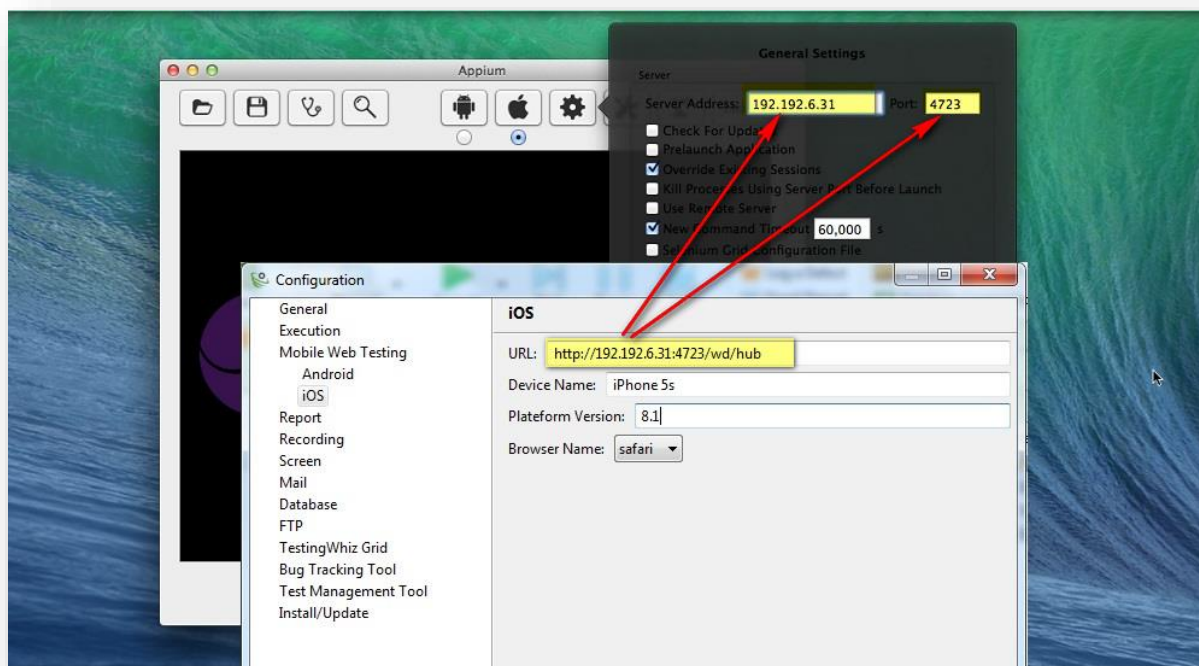 Appium
General Settings
Server
Server Address: 192.192.6.31 Port: 4723
Check For Updat
Prelaunch Application
Override Existing Sessions
Kill Processes Using Server Port Before Launch
Use Remote Server
New Command Timeout 60,000 s
Selenium Grid Configuration File
Configuration
General
Execution
Mobile Web Testing
Android
iOS
Report
Recording
Screen
Mail
Database
FTP
TestingWhiz Grid
Bug Tracking Tool
Test Management Tool
Install/Update
iOS
URL: http://192.192.6.31:4723/wd/hub
Device Name: iPhone 5s
Plateform Version: 8.1
Browser Name: safari